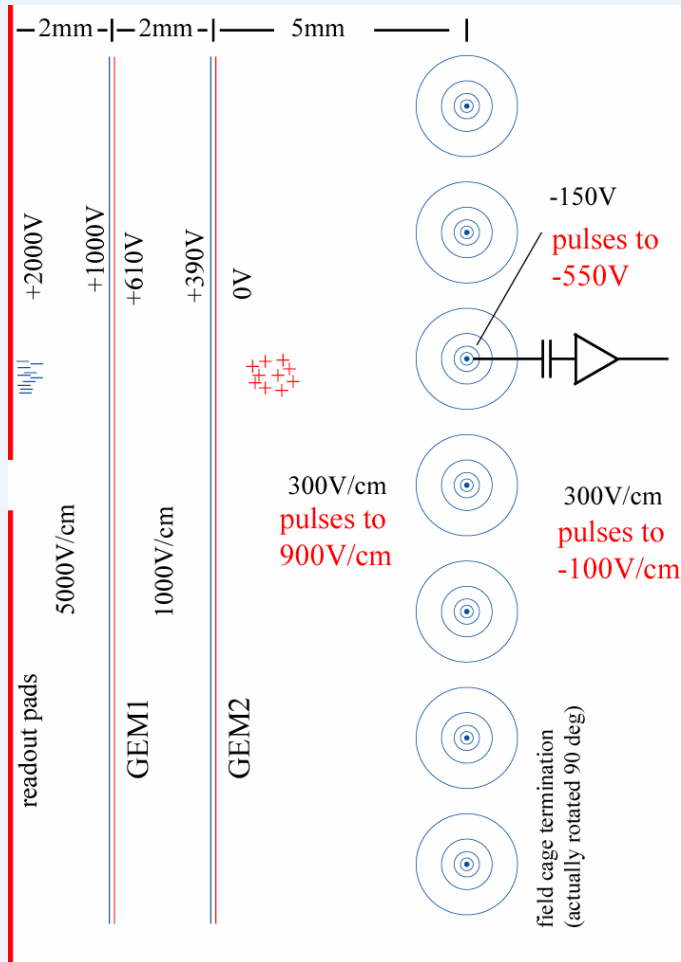 2mm
2mm
5mm
+2000V
+1000V
+610V
+390V
0V
-150V
pulses to
-550V
300V/cm
pulses to
900V/cm
300V/cm
pulses to
-100V/cm
5000V/cm
1000V/cm
readout pads
GEM1
GEM2
field cage termination
(actually rotated 90 deg)